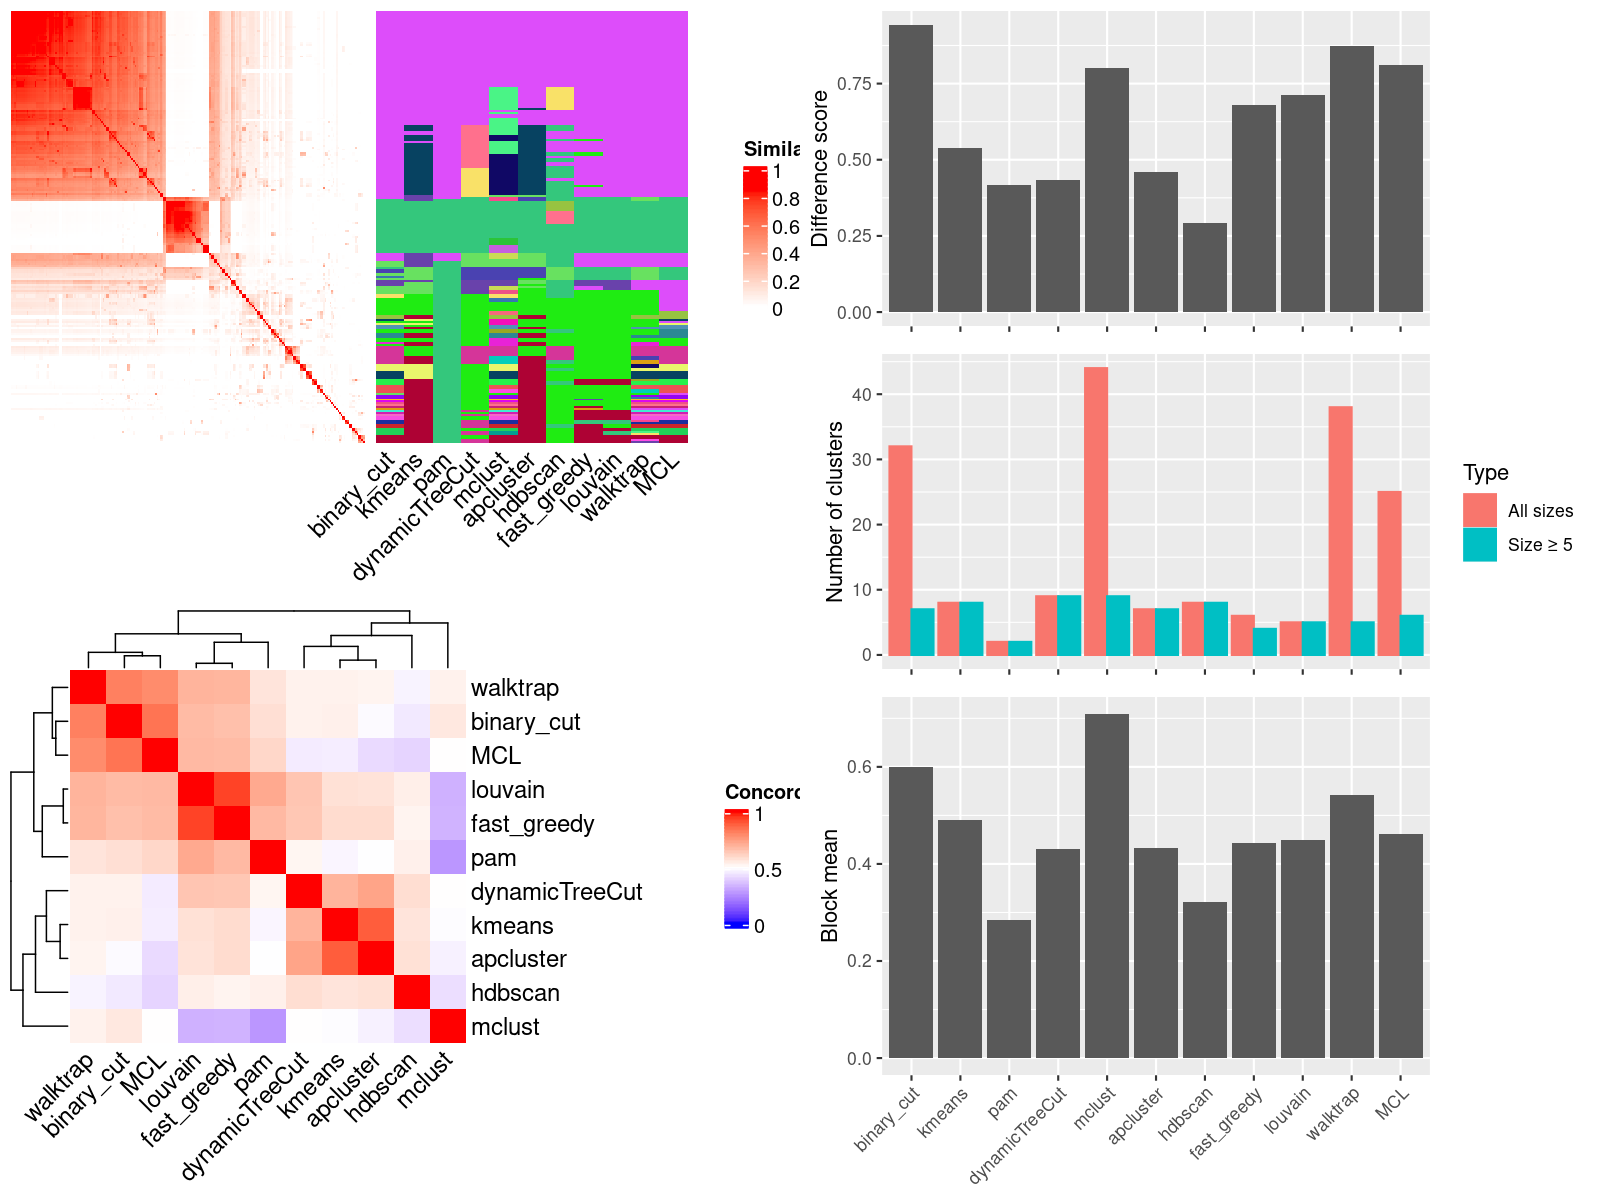 Simila
1
0.8
0.6
0.4
0.2
0
binary_cut
kmeans
pam
dynamicTreeCut
mclust
apcluster
hdbscan
fast_greedy
louvain
walktrap
MCL
walktrap
binary_cut
MCL
louvain
fast_greedy
pam
dynamicTreeCut
kmeans
apcluster
hdbscan
mclust
walktrap
binary_cut
MCL
louvain
fast_greedy
pam
dynamicTreeCut
kmeans
apcluster
hdbscan
mclust
Concord
1
0.5
0
Difference score
0.75
0.50
0.25
0.00
Number of clusters
40
30
20
10
0
Type
All sizes
Size ≥ 5
Block mean
0.6
0.4
0.2
0.0
binary_cut
kmeans
pam
dynamicTreeCut
mclust
apcluster
hdbscan
fast_greedy
louvain
walktrap
MCL